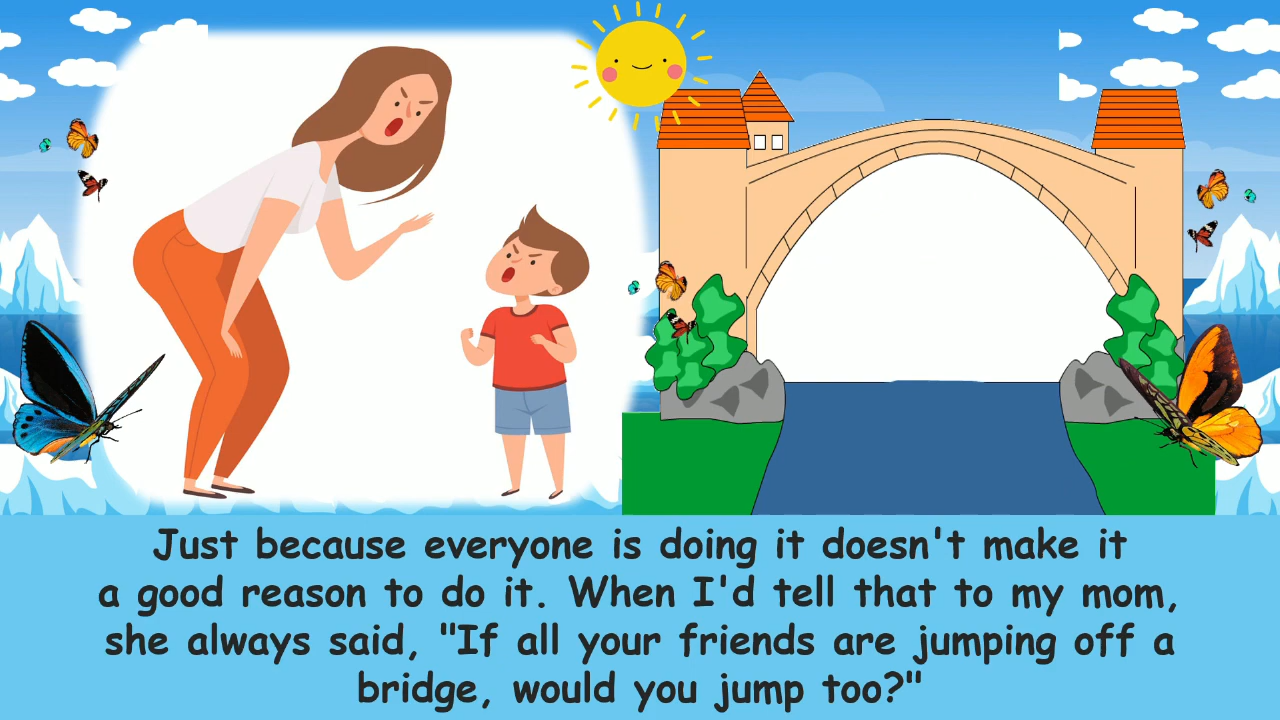 Just because everyone is doing it doesn't make it
a good reason to do it. When I'd tell that to my mom,
she always said, "If all your friends are jumping off a
bridge, would you jump too?"